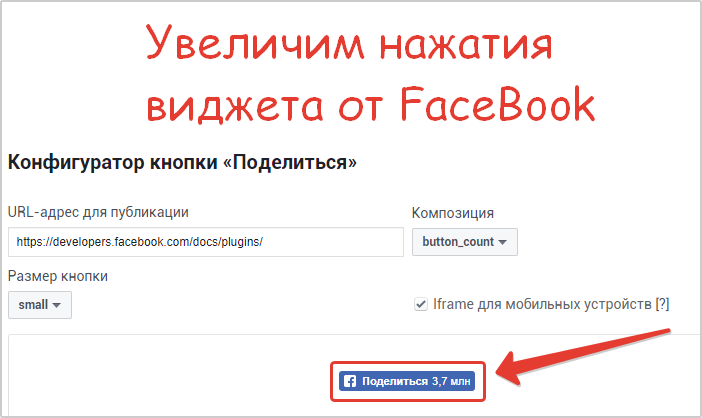 Увеличим нажатия
виджета от FaceBook
Конфигуратор кнопки «Поделиться»
URL-адрес для публикации
Композиция
https://developers.facebook.com/docs/plugins/
button_count
Размер кнопки
small
Iframe для мобильных устройств [?]
Поделиться 3,7 млн